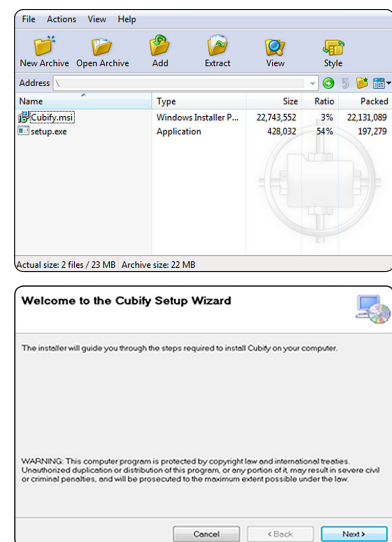 File Actions View Help
New Archive Open Archive Add Extract View Style
Address \
Name Type Size Ratio Packed
Cubify.msi Windows Installer P... 22,743,552 3% 22,131,089
setup.exe Application 428,032 54% 197,279
Actual size: 2 files / 23 MB Archive size: 22 MB
Welcome to the Cubify Setup Wizard
The installer will guide you through the steps required to install Cubify on your computer.
WARNING: This computer program is protected by copyright law and international treaties.
Unauthorized duplication or distribution of this program, or any portion of it, may result in severe civil
or criminal penalties, and will be prosecuted to the maximum extent possible under the law.
Cancel < Back Next >